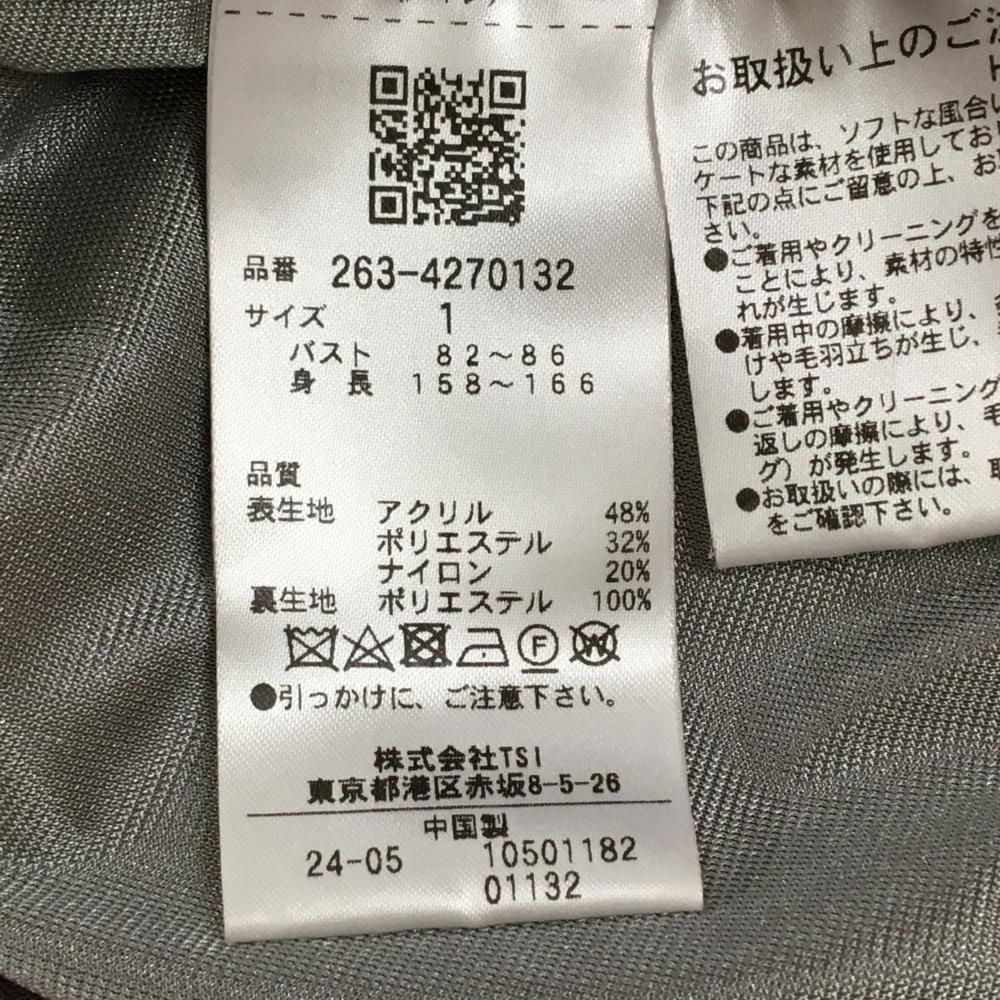 品番 263-4270132
サイズ 1
バスト 82～86
身長 158～166
品質
表生地 アクリル 48%
ポリエステル 32%
ナイロン 20%
裏生地 ポリエステル 100%
F W
●引っかけに、ご注意下さい。
株式会社TSI
東京都港区赤坂8-5-26
中国製
24-05 10501182
01132
お取扱い上のご注
この商品は、ソフトな風合い
ケートな素材を使用してお
下記の点にご留意の上、お
さい。
●ご着用やクリーニングを
ことにより、素材の特性
れが生じます。
●着用中の摩擦により、
けや毛羽立ちが生じ、
します。
●ご着用やクリーニング
返しの摩擦により、毛
グ）が発生します。
●お取扱いの際には、取
をご確認下さい。